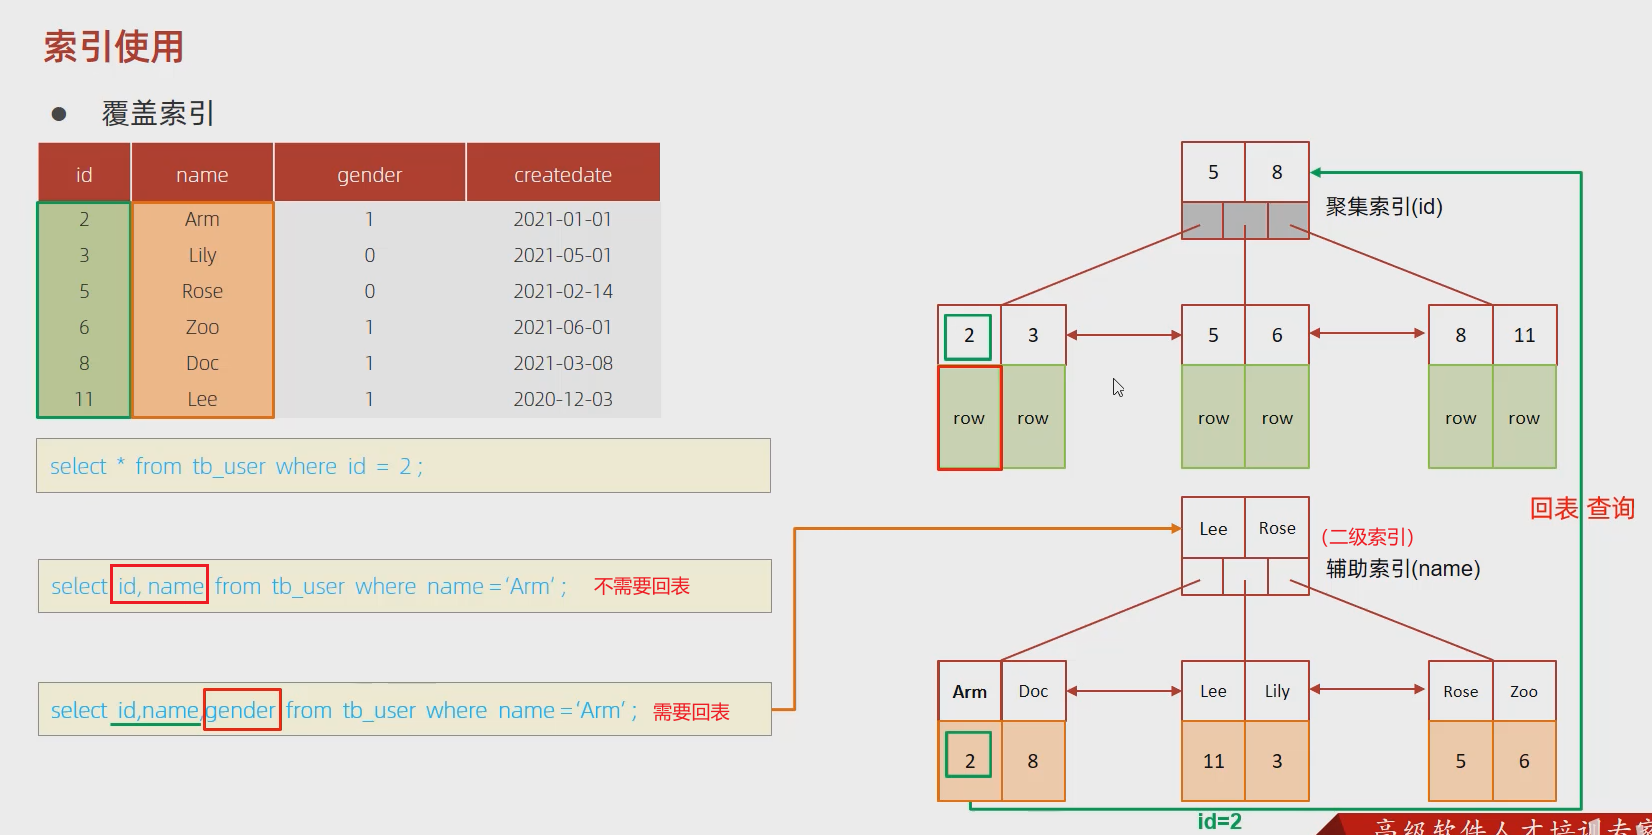 索引使用
● 覆盖索引
id name gender createdate
2 Arm 1 2021-01-01
3 Lily 0 2021-05-01
5 Rose 0 2021-02-14
6 Zoo 1 2021-06-01
8 Doc 1 2021-03-08
11 Lee 1 2020-12-03
select * from tb_user where id = 2 ;
select id, name from tb_user where name = ‘Arm’ ; 不需要回表
select id,name,gender from tb_user where name = ‘Arm’ ; 需要回表
5 8
聚集索引(id)
2 3 5 6 8 11
row row row row row row
回表 查询
Lee Rose
(二级索引)
辅助索引(name)
Arm Doc Lee Lily Rose Zoo
2 8 11 3 5 6
id=2
高级软件人才培训专家